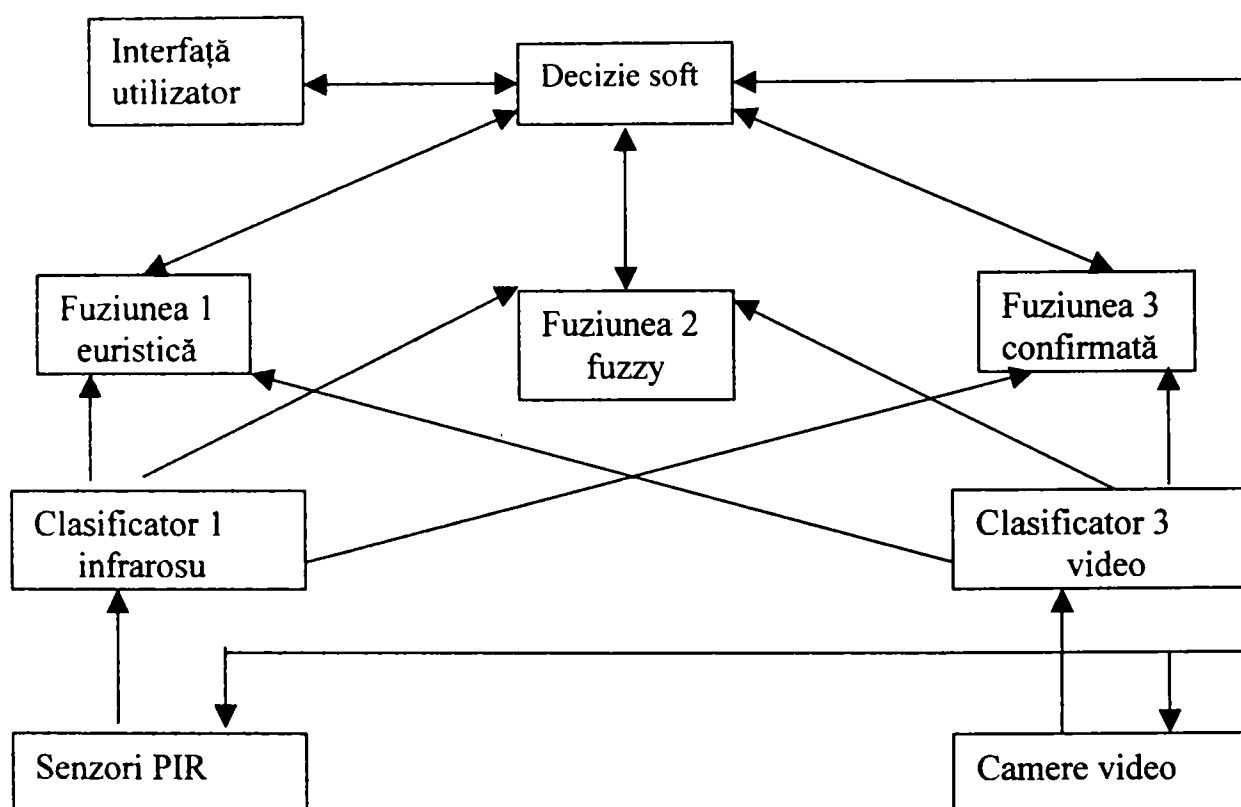 Interfață
utilizator
Decizie soft
Fuziunea 1
euristică
Fuziunea 2
fuzzy
Fuziunea 3
confirmată
Clasificator 1
infrarosu
Clasificator 3
video
Senzori PIR
Camere video